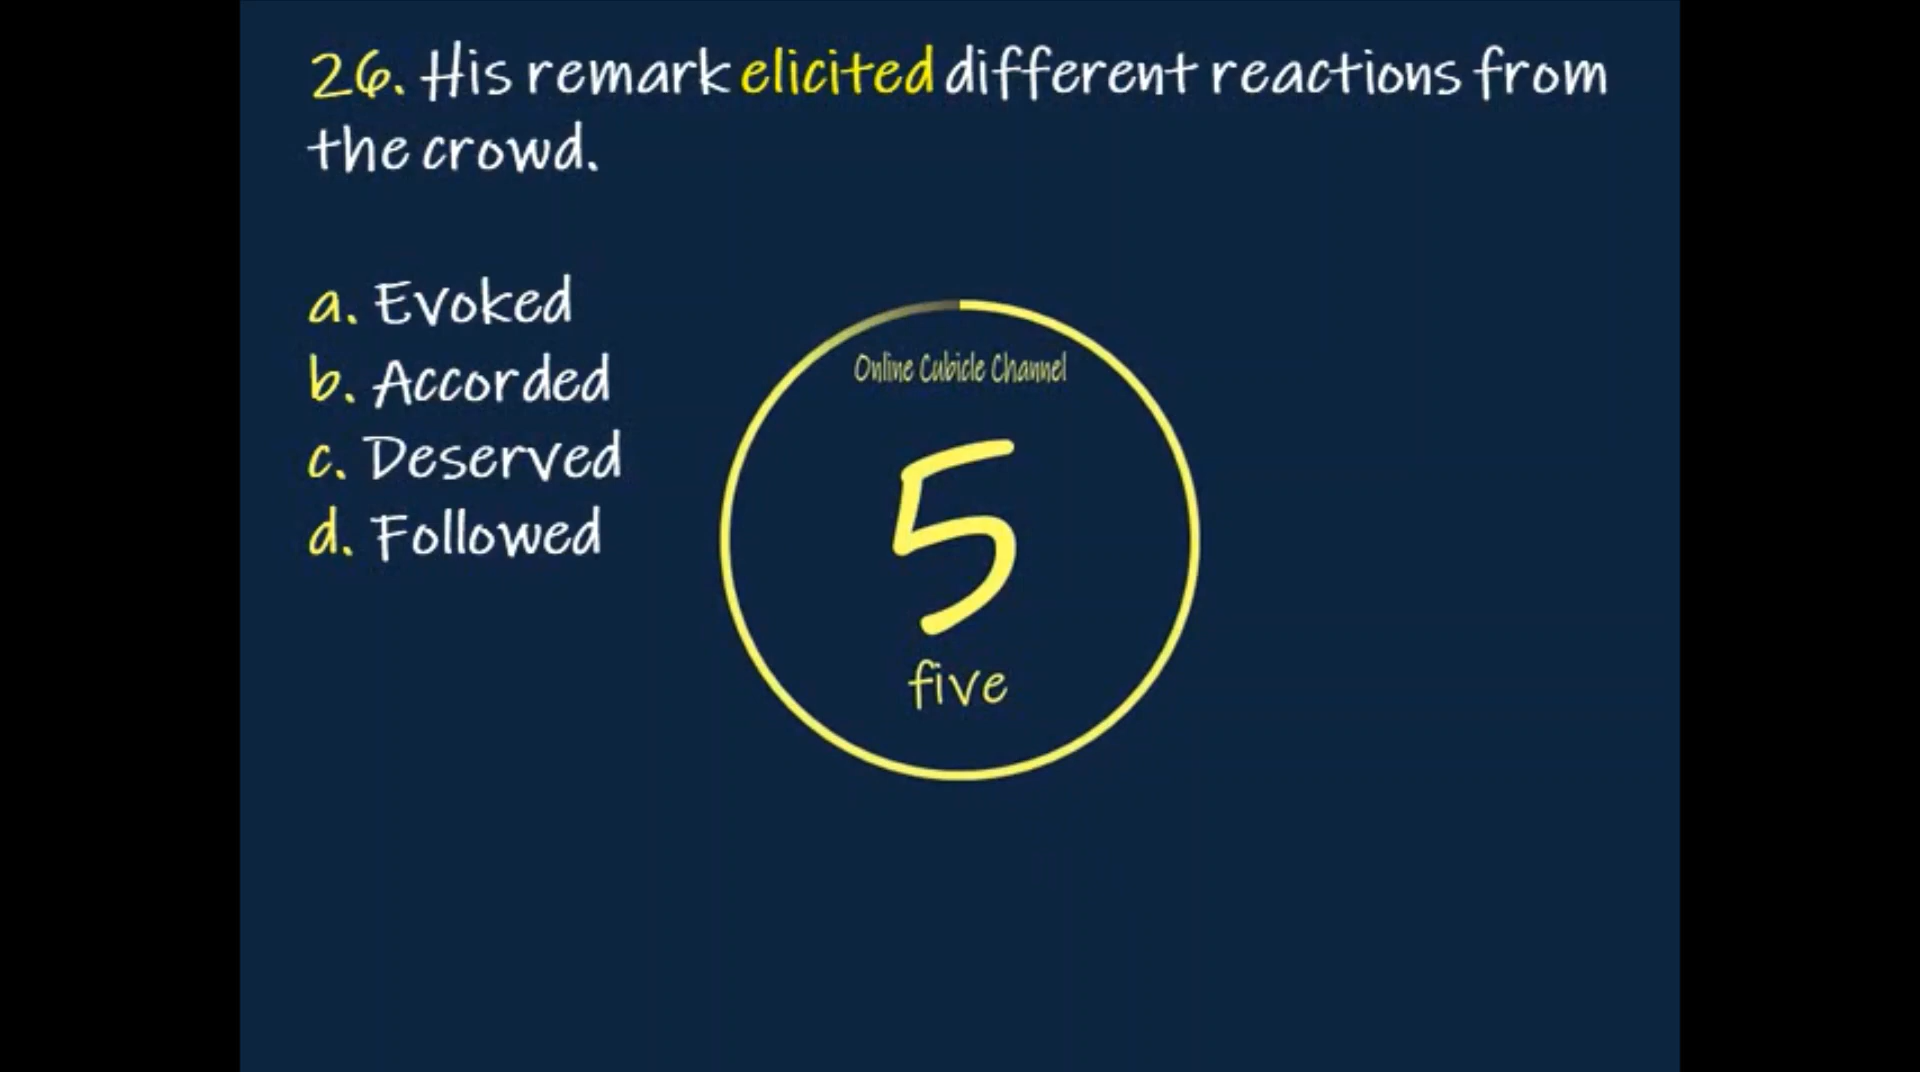 26. His remark elicited different reactions from
the crowd.
a. Evoked
b. Accorded
c. Deserved
d. Followed
Online Cubicle Channel
5
five